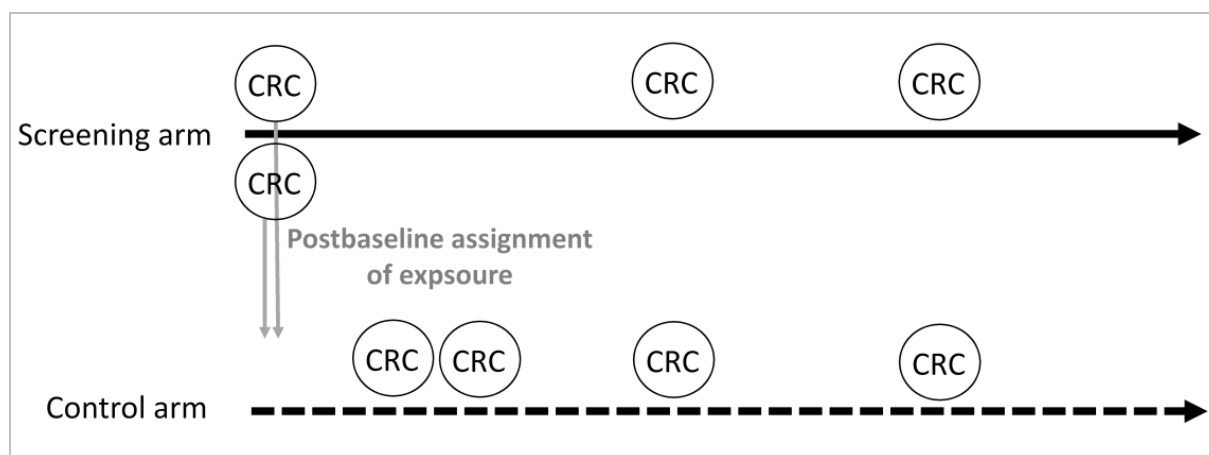 CRC CRC CRC
Screening arm
CRC
Postbaseline assignment
of expsoure
CRC CRC CRC CRC
Control arm